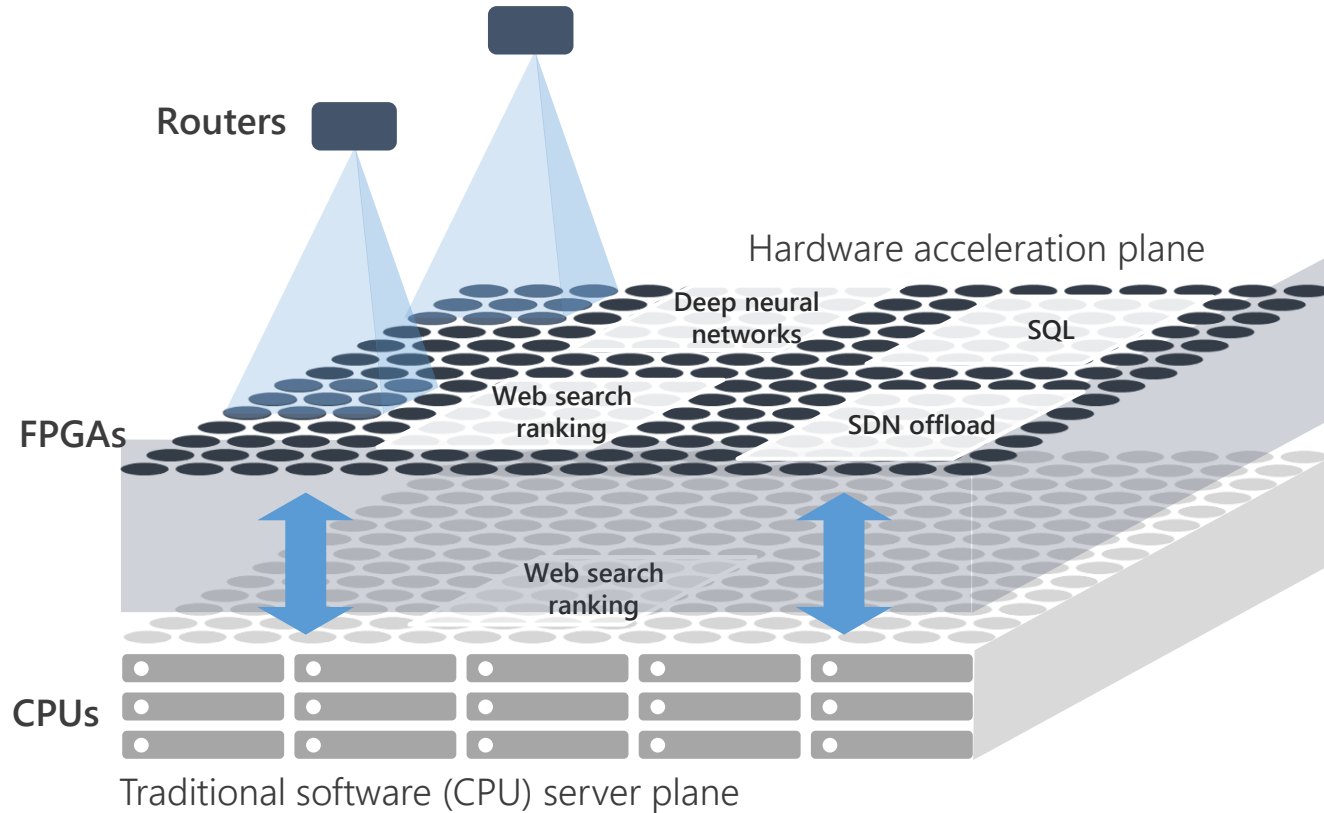 Routers
Hardware acceleration plane
Deep neural
networks
SQL
Web search
ranking
SDN offload
FPGAs
Web search
ranking
CPUs
Traditional software (CPU) server plane